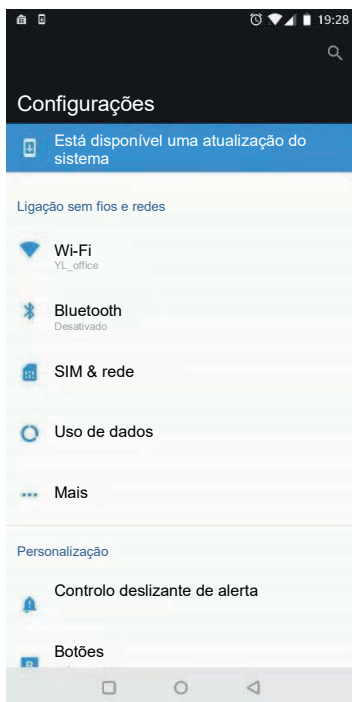 19:28
Configurações
Está disponível uma atualização do
sistema
Ligação sem fios e redes
Wi-Fi
YL_office
Bluetooth
Desativado
SIM & rede
Uso de dados
Mais
Personalização
Controlo deslizante de alerta
Botões